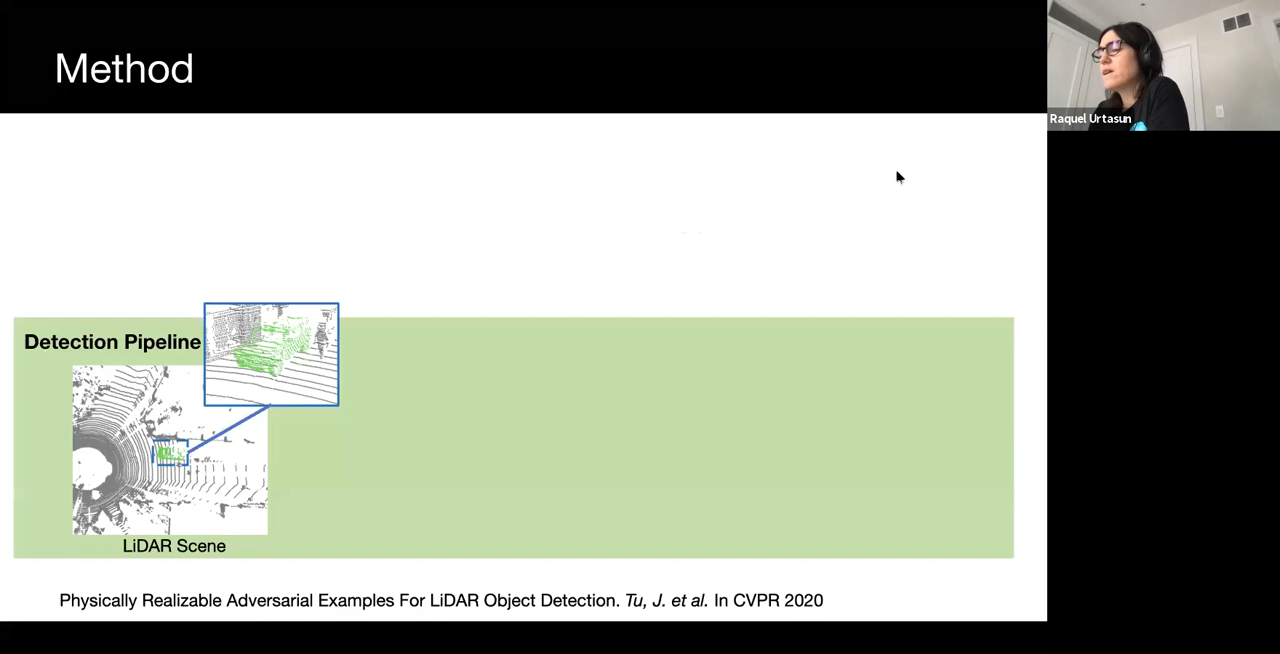 Method
Raquel Urtasun
Detection Pipeline
LiDAR Scene
Physically Realizable Adversarial Examples For LiDAR Object Detection. Tu, J. et al. In CVPR 2020